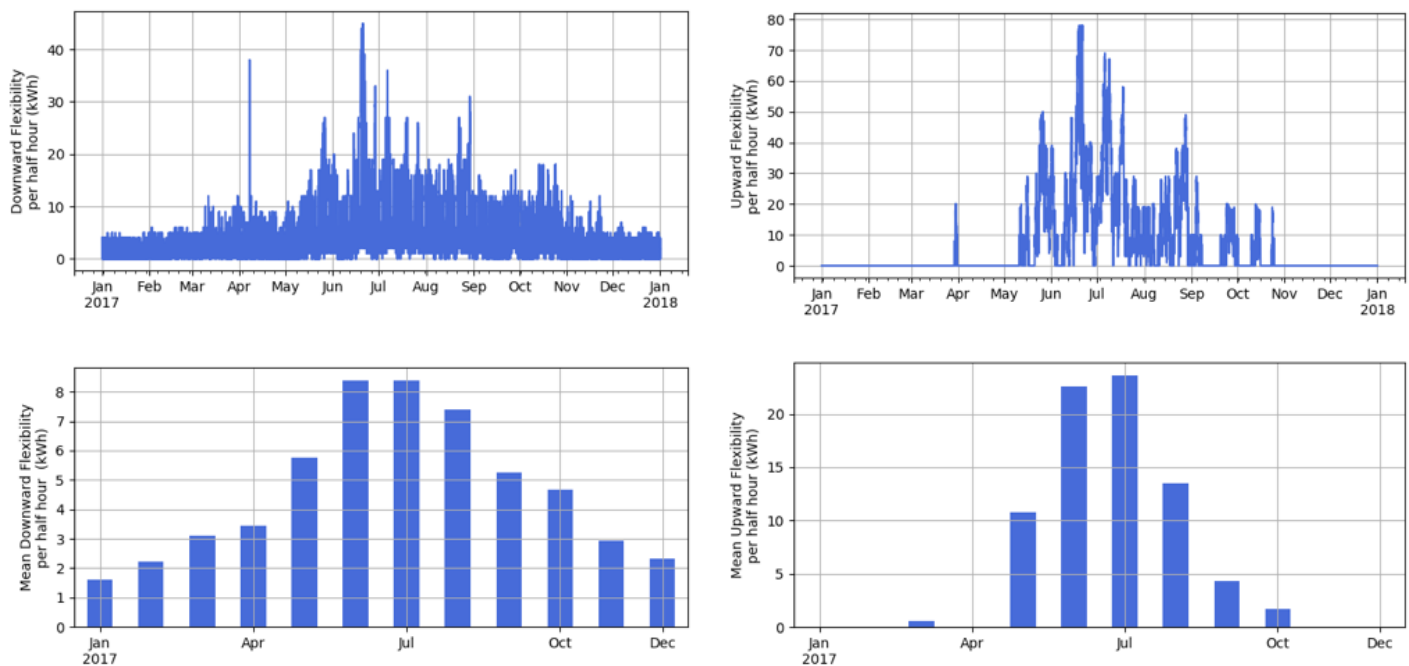 Downward Flexibility
per half hour (kWh)
40
30
20
10
0
Jan Feb Mar Apr May Jun Jul Aug Sep Oct Nov Dec Jan
2017 2018
Upward Flexibility
per half hour (kWh)
80
70
60
50
40
30
20
10
0
Jan Feb Mar Apr May Jun Jul Aug Sep Oct Nov Dec Jan
2017 2018
Mean Downward Flexibility
per half hour (kWh)
8
7
6
5
4
3
2
1
0
Jan Apr Jul Oct Dec
2017
Mean Upward Flexibility
per half hour (kWh)
20
15
10
5
0
Jan Apr Jul Oct Dec
2017